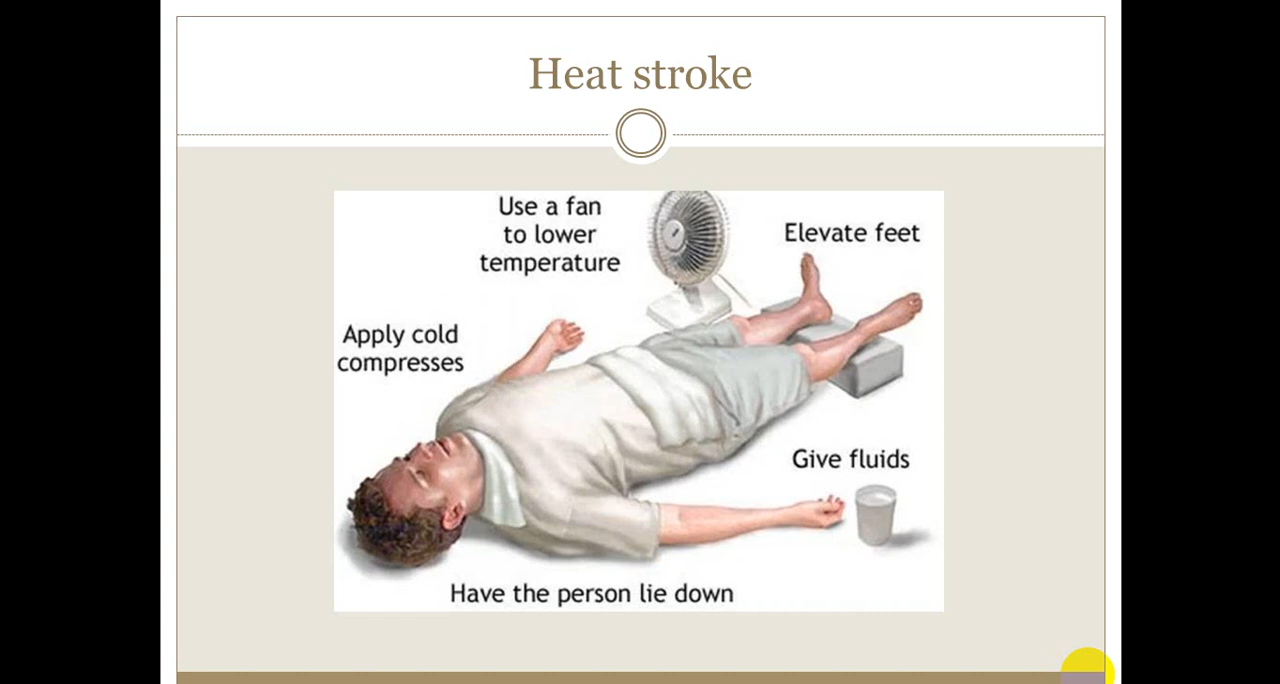 Heat stroke
Use a fan
to lower
temperature
Elevate feet
Apply cold
compresses
Give fluids
Have the person lie down